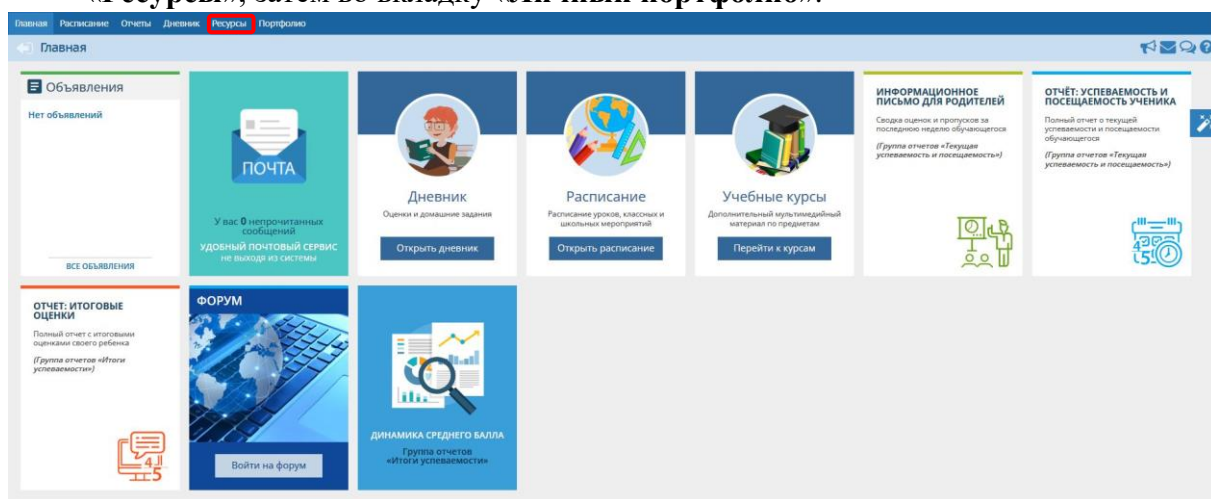 «Ресурсы», затем во вкладку «Личный портфолио».
Главная Расписание Отчеты Дневник Ресурсы Портфолио
Главная
Объявления
Нет объявлений
ВСЕ ОБЪЯВЛЕНИЯ
ПОЧТА
У вас 0 непрочитанных
сообщений
УДОБНЫЙ ПОЧТОВЫЙ СЕРВИС
не выходя из системы
Дневник
Оценки и домашние задания
Открыть дневник
Расписание
Расписание уроков, классных и
школьных мероприятий
Открыть расписание
Учебные курсы
Дополнительный мультимедийный
материал по предметам
Перейти к курсам
ИНФОРМАЦИОННОЕ
ПИСЬМО ДЛЯ РОДИТЕЛЕЙ
Сводка оценок и пропусков за
последнюю неделю обучающегося
(Группа отчетов «Текущая
успеваемость и посещаемость»)
ОТЧЁТ: УСПЕВАЕМОСТЬ И
ПОСЕЩАЕМОСТЬ УЧЕНИКА
Полный отчет о текущей
успеваемости и посещаемости
обучающегося
(Группа отчетов «Текущая
успеваемость и посещаемость»)
ОТЧЕТ: ИТОГОВЫЕ
ОЦЕНКИ
Полный отчет с итоговыми
оценками своего ребенка
(Группа отчетов «Итоги
успеваемости»)
4
5
ФОРУМ
Войти на форум
ДИНАМИКА СРЕДНЕГО БАЛЛА
Группа отчетов
«Итоги успеваемости»